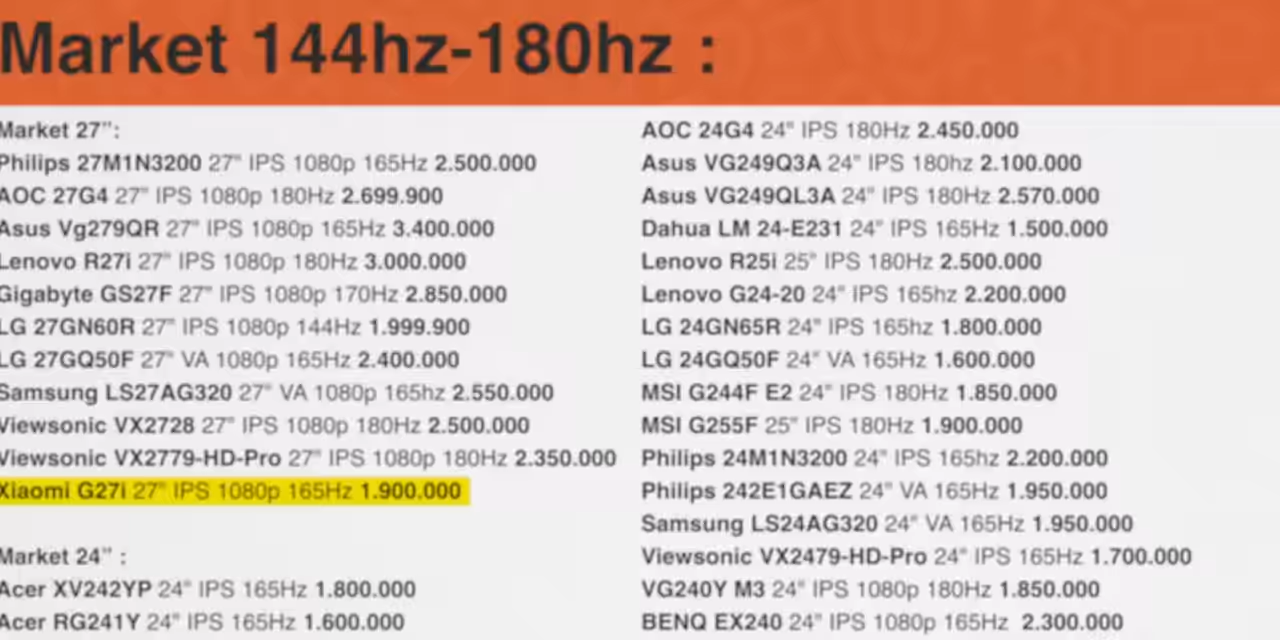 Market 144hz-180hz :
Market 27":
Philips 27M1N3200 27" IPS 1080p 165Hz 2.500.000
AOC 27G4 27" IPS 1080p 180Hz 2.699.900
Asus Vg279QR 27" IPS 1080p 165Hz 3.400.000
Lenovo R27i 27" IPS 1080p 180Hz 3.000.000
Gigabyte GS27F 27" IPS 1080p 170Hz 2.850.000
LG 27GN60R 27" IPS 1080p 144Hz 1.999.900
LG 27GQ50F 27" VA 1080p 165Hz 2.400.000
Samsung LS27AG320 27" VA 1080p 165hz 2.550.000
Viewsonic VX2728 27" IPS 1080p 180Hz 2.500.000
Viewsonic VX2779-HD-Pro 27" IPS 1080p 180Hz 2.350.000
Xiaomi G27i 27" IPS 1080p 165Hz 1.900.000
Market 24" :
Acer XV242YP 24" IPS 165Hz 1.800.000
Acer RG241Y 24" IPS 165Hz 1.600.000
AOC 24G4 24" IPS 180Hz 2.450.000
Asus VG249Q3A 24" IPS 180hz 2.100.000
Asus VG249QL3A 24" IPS 180Hz 2.570.000
Dahua LM 24-E231 24" IPS 165Hz 1.500.000
Lenovo R25i 25" IPS 180Hz 2.500.000
Lenovo G24-20 24" IPS 165hz 2.200.000
LG 24GN65R 24" IPS 165hz 1.800.000
LG 24GQ50F 24" VA 165Hz 1.600.000
MSI G244F E2 24" IPS 180Hz 1.850.000
MSI G255F 25" IPS 180Hz 1.900.000
Philips 24M1N3200 24" IPS 165hz 2.200.000
Philips 242E1GAEZ 24" VA 165Hz 1.950.000
Samsung LS24AG320 24" VA 165Hz 1.950.000
Viewsonic VX2479-HD-Pro 24" IPS 165Hz 1.700.000
VG240Y M3 24" IPS 1080p 180Hz 1.850.000
BENQ EX240 24" IPS 1080p 165Hz 2.300.000